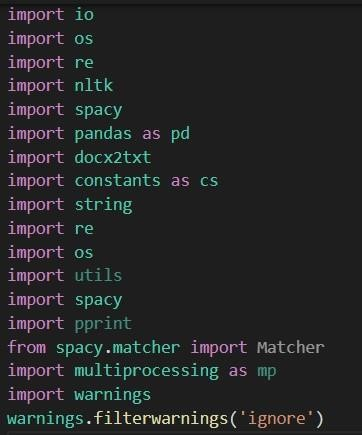 import io
import os
import re
import nltk
import spacy
import pandas as pd
import docx2txt
import constants as cs
import string
import re
import os
import utils
import spacy
import pprint
from spacy.matcher import Matcher
import multiprocessing as mp
import warnings
warnings.filterwarnings('ignore')